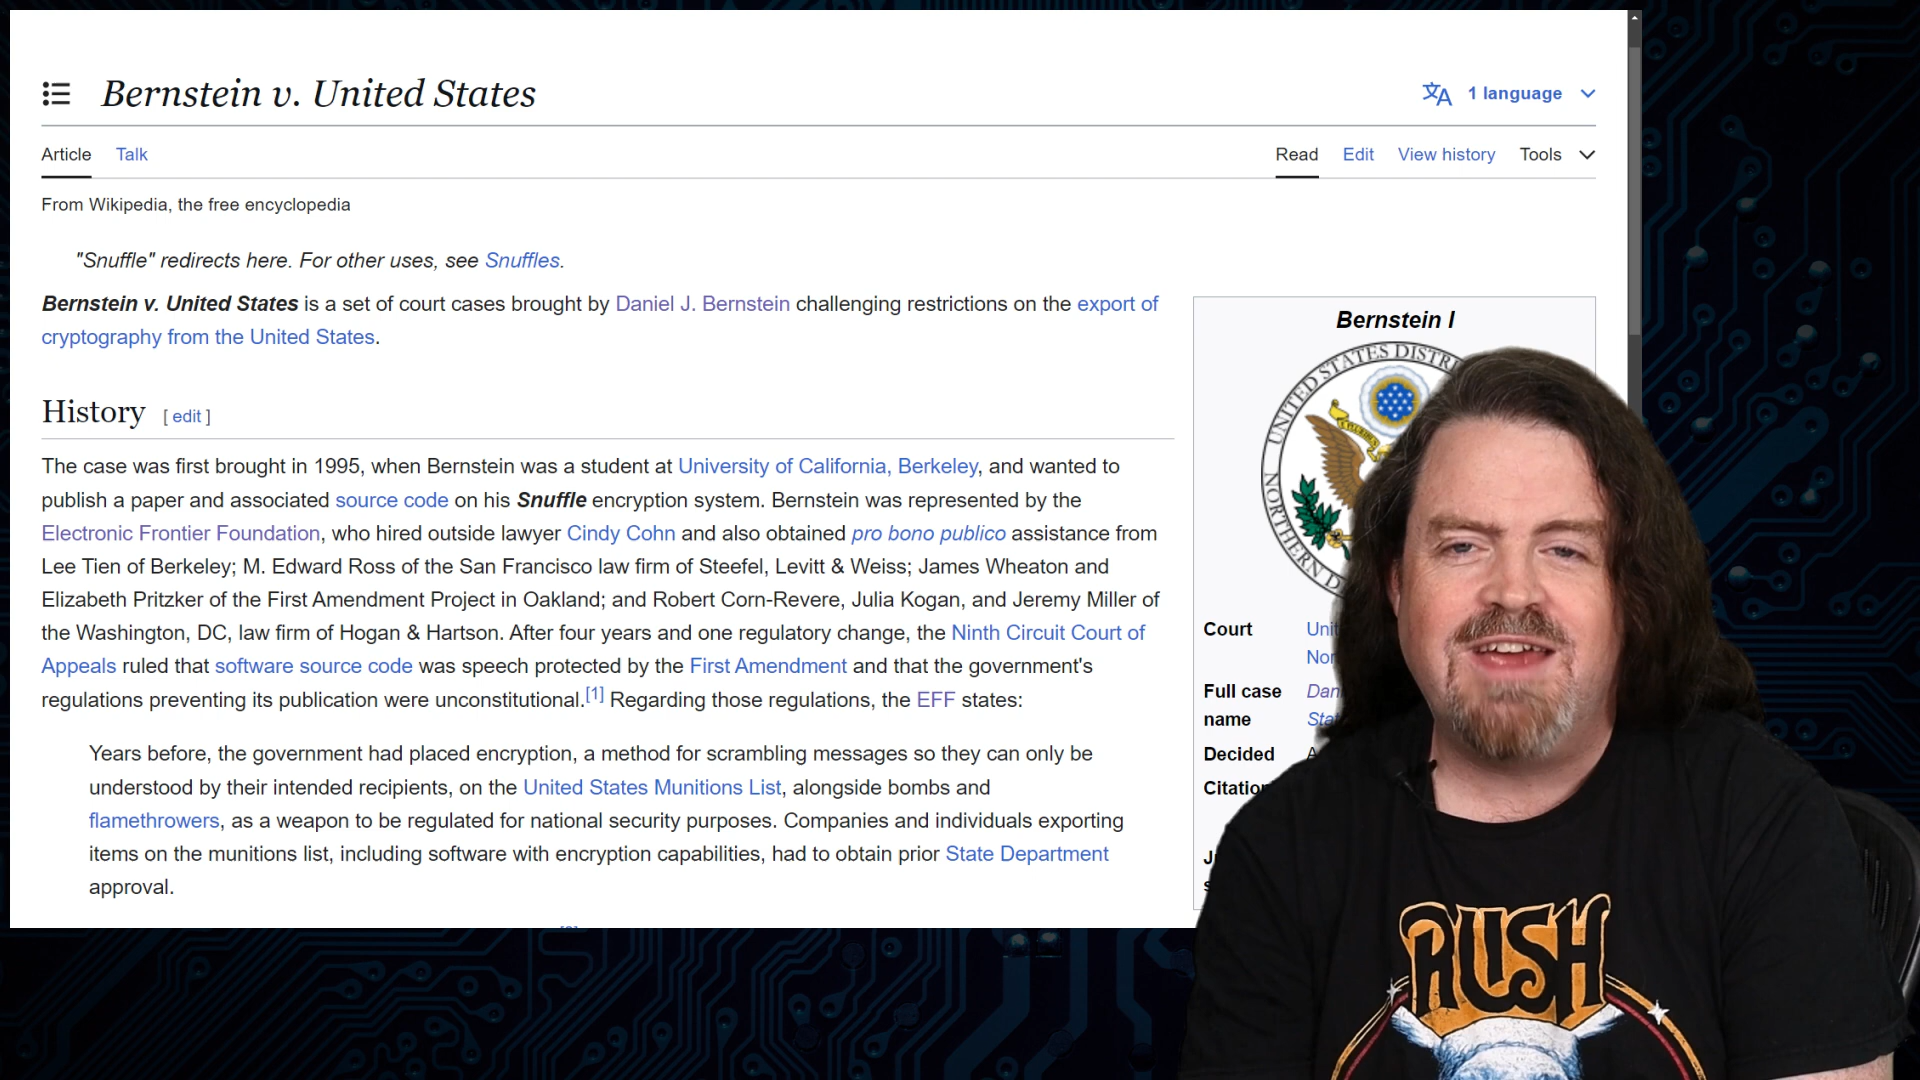 Bernstein v. United States
1 language
Article Talk
Read Edit View history Tools
From Wikipedia, the free encyclopedia
"Snuffle" redirects here. For other uses, see Snuffles.
Bernstein v. United States is a set of court cases brought by Daniel J. Bernstein challenging restrictions on the export of
cryptography from the United States.
History [ edit ]
The case was first brought in 1995, when Bernstein was a student at University of California, Berkeley, and wanted to
publish a paper and associated source code on his Snuffle encryption system. Bernstein was represented by the
Electronic Frontier Foundation, who hired outside lawyer Cindy Cohn and also obtained pro bono publico assistance from
Lee Tien of Berkeley; M. Edward Ross of the San Francisco law firm of Steefel, Levitt & Weiss; James Wheaton and
Elizabeth Pritzker of the First Amendment Project in Oakland; and Robert Corn-Revere, Julia Kogan, and Jeremy Miller of
the Washington, DC, law firm of Hogan & Hartson. After four years and one regulatory change, the Ninth Circuit Court of
Appeals ruled that software source code was speech protected by the First Amendment and that the government's
regulations preventing its publication were unconstitutional.[1] Regarding those regulations, the EFF states:
Years before, the government had placed encryption, a method for scrambling messages so they can only be
understood by their intended recipients, on the United States Munitions List, alongside bombs and
flamethrowers, as a weapon to be regulated for national security purposes. Companies and individuals exporting
items on the munitions list, including software with encryption capabilities, had to obtain prior State Department
approval.
Bernstein I
UNITED STATES DISTR
NORTHERN D
Court Unit
Nor
Full case Dan
name Stat
Decided A
Citation
RUSH